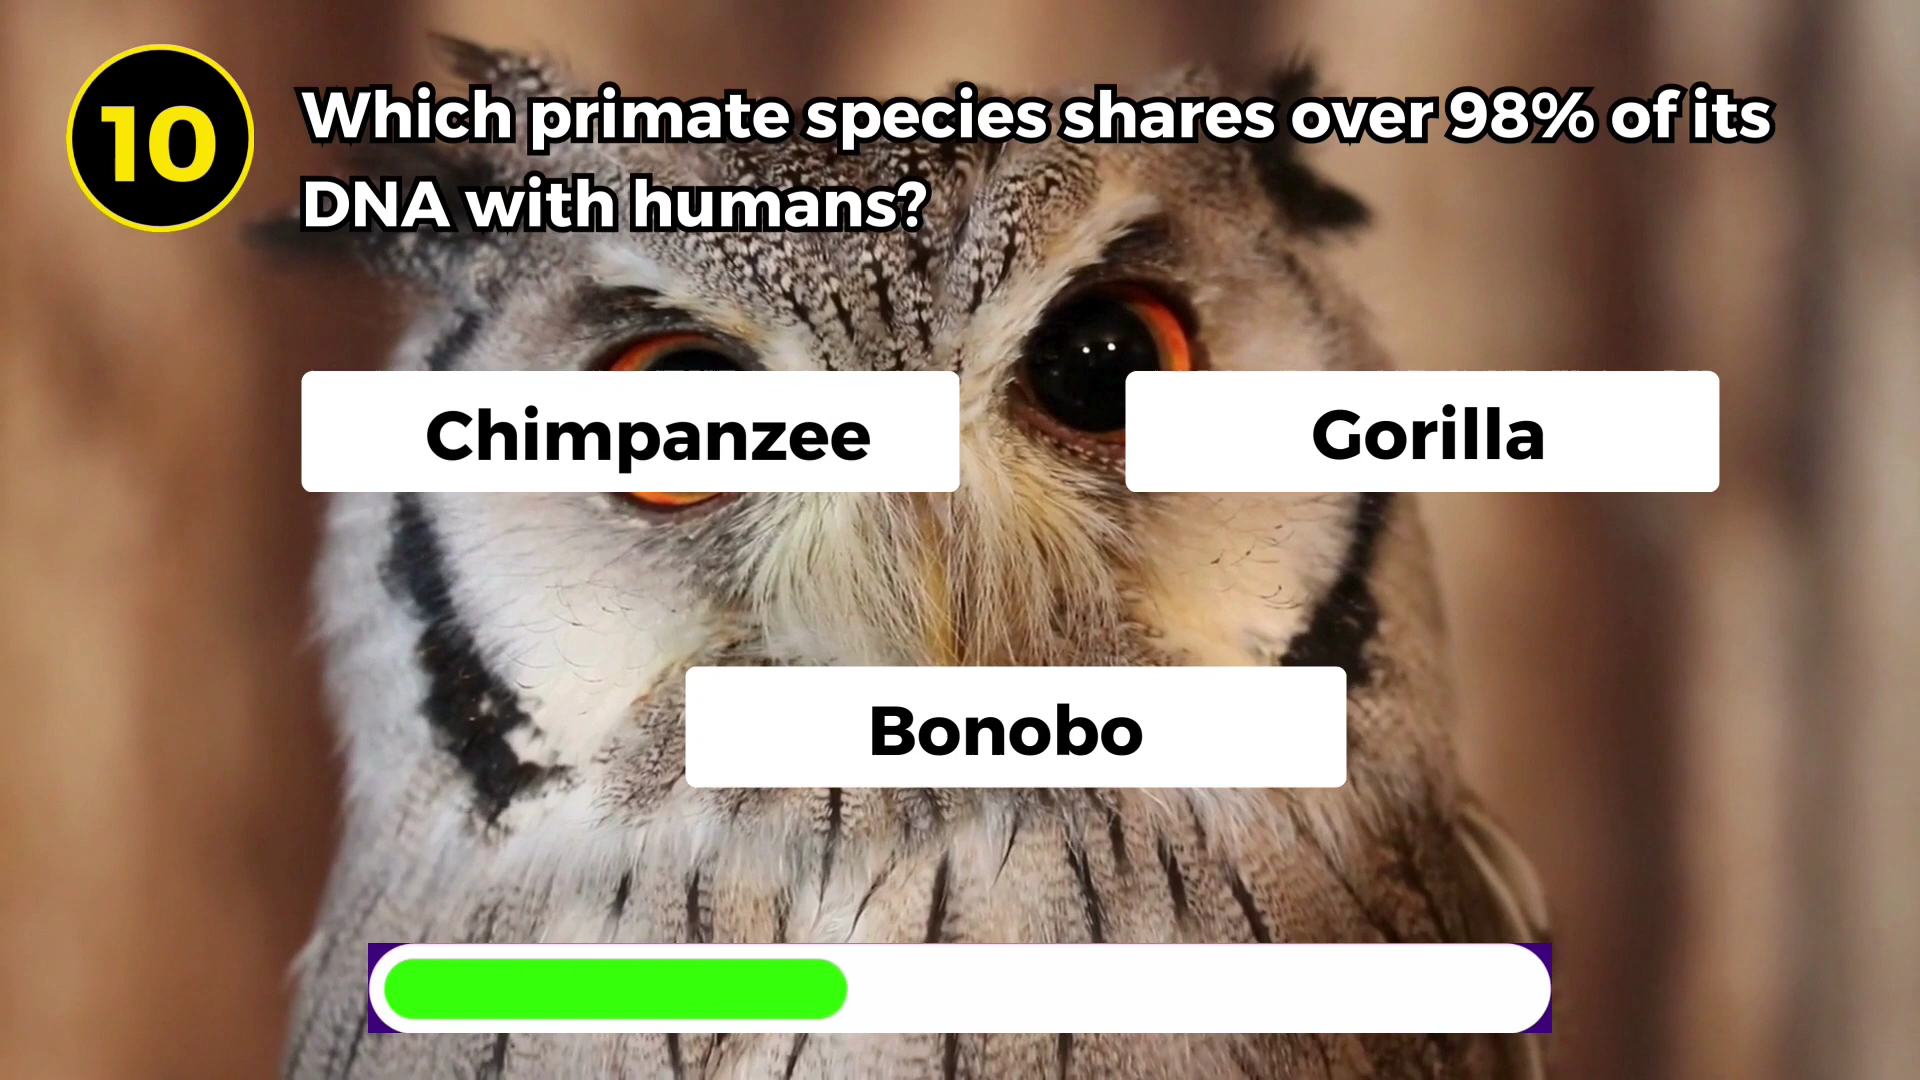 10
Which primate species shares over 98% of its
DNA with humans?
Chimpanzee
Gorilla
Bonobo